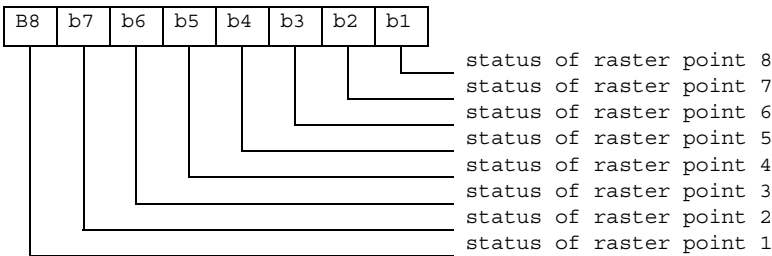 B8 b7 b6 b5 b4 b3 b2 b1
status of raster point 8
status of raster point 7
status of raster point 6
status of raster point 5
status of raster point 4
status of raster point 3
status of raster point 2
status of raster point 1